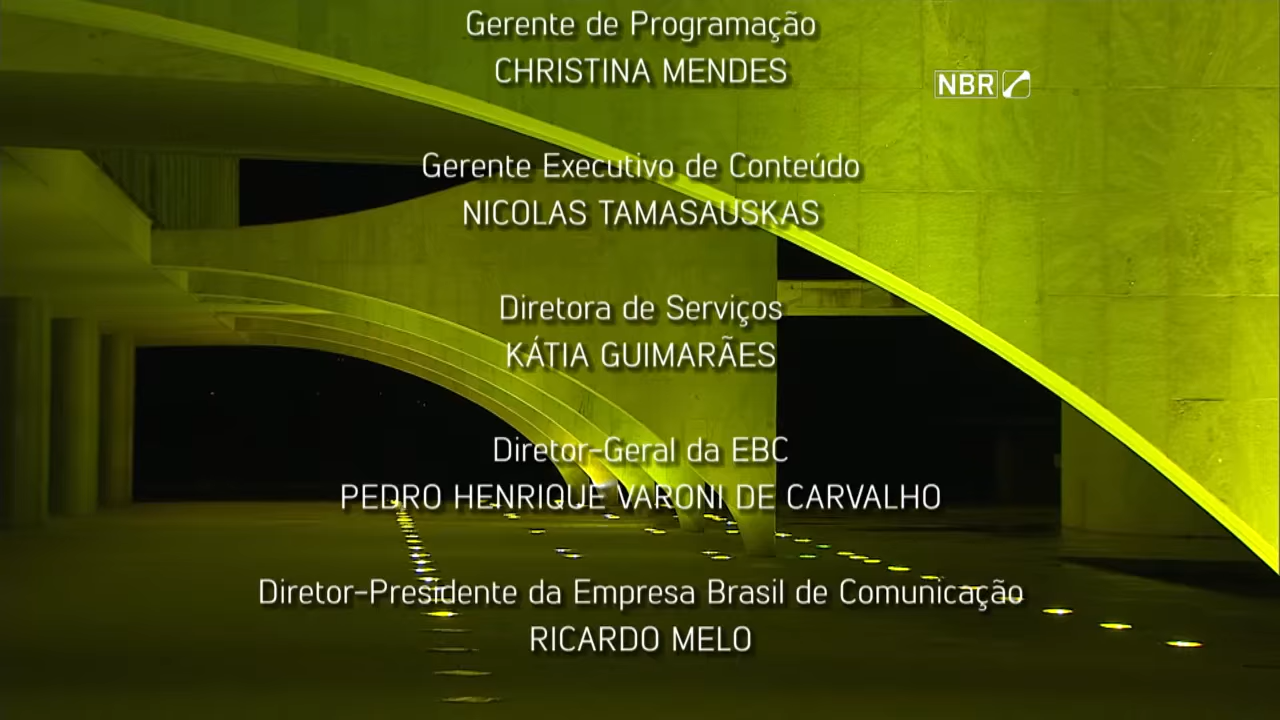 Gerente de Programação
CHRISTINA MENDES
NBR
Gerente Executivo de Conteúdo
NICOLAS TAMASAUSKAS
Diretora de Serviços
KÁTIA GUIMARÃES
Diretor-Geral da EBC
PEDRO HENRIQUE VARONI DE CARVALHO
Diretor-Presidente da Empresa Brasil de Comunicação
RICARDO MELO